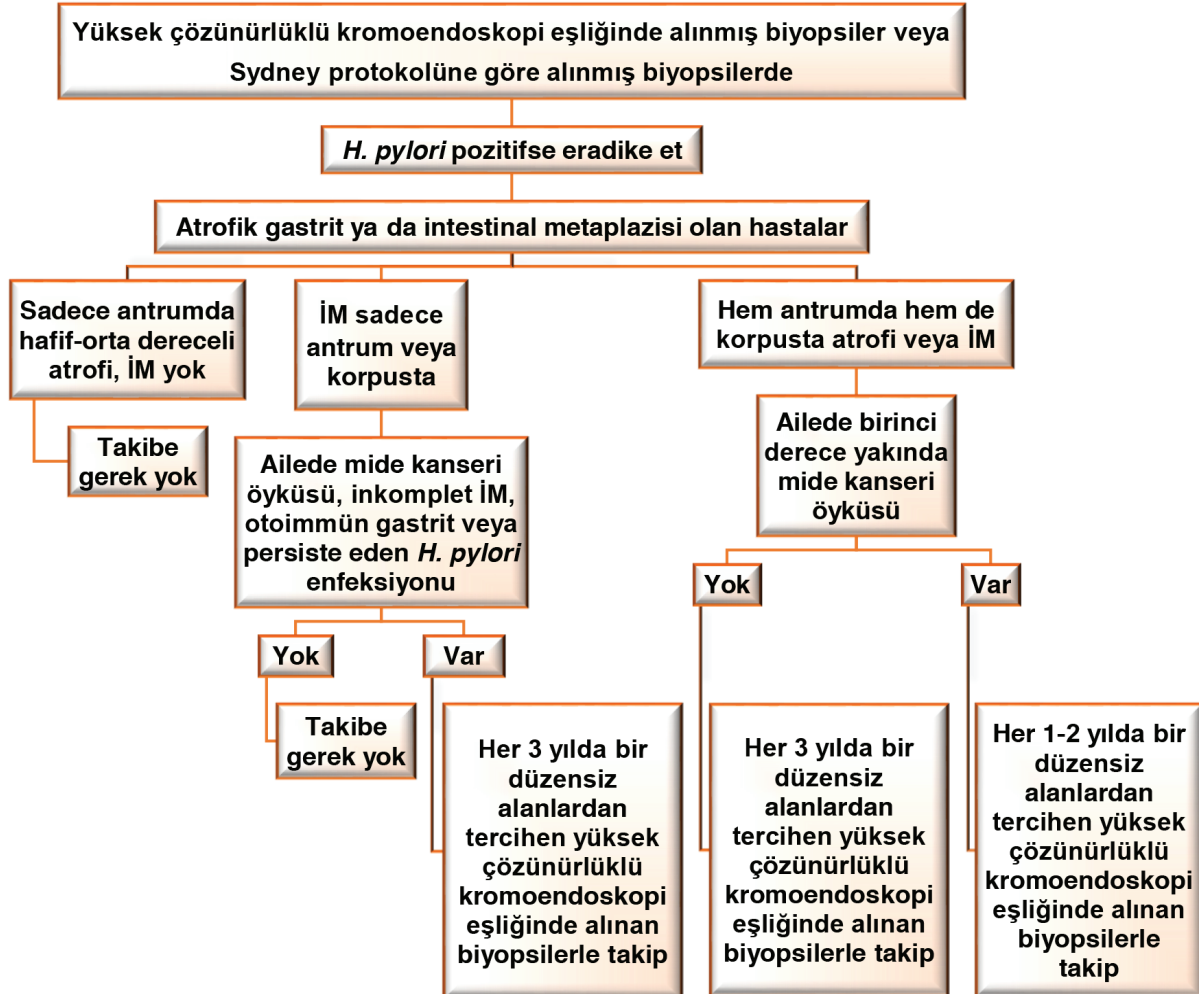 Yüksek çözünürlüklü kromoendoskopi eşliğinde alınmış biyopsiler veya
Sydney protokolüne göre alınmış biyopsilerde
H. pylori pozitifse eradike et
Atrofik gastrit ya da intestinal metaplazisi olan hastalar
Sadece antrumda
hafif-orta dereceli
atrofi, İM yok
Takibe
gerek yok
İM sadece
antrum veya
korpusta
Ailede mide kanseri
öyküsü, inkomplet İM,
otoimmün gastrit veya
persiste eden H. pylori
enfeksiyonu
Yok
Takibe
gerek yok
Var
Her 3 yılda bir
düzensiz
alanlardan
tercihen yüksek
çözünürlüklü
kromoendoskopi
eşliğinde alınan
biyopsilerle takip
Hem antrumda hem de
korpusta atrofi veya İM
Ailede birinci
derece yakında
mide kanseri
öyküsü
Yok
Her 3 yılda bir
düzensiz
alanlardan
tercihen yüksek
çözünürlüklü
kromoendoskopi
eşliğinde alınan
biyopsilerle takip
Var
Her 1-2 yılda bir
düzensiz
alanlardan
tercihen yüksek
çözünürlüklü
kromoendoskopi
eşliğinde alınan
biyopsilerle
takip